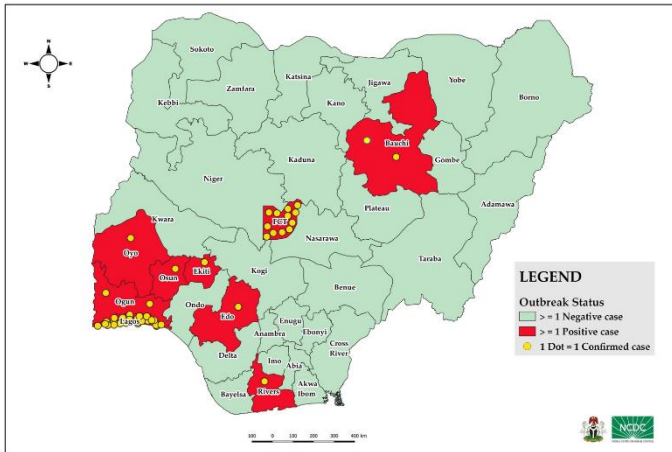 N
W E
S
Sokoto
Zamfara
Katsina
Jigawa
Yobe
Borno
Kebbi
Kano
Kaduna
Bauchi
Gombe
Niger
Adamawa
Plateau
FCT
Kwara
Nasarawa
Taraba
Oyo
Osun
Ekiti
Kogi
Benue
Ogun
Ondo
Edo
Enugu
Lagos
Anambra
Ebonyi
Cross
River
Delta
Imo
Abia
Bayelsa
Rivers
Akwa
Ibom
LEGEND
Outbreak Status
> = 1 Negative case
> = 1 Positive case
1 Dot = 1 Confirmed case
100 0 100 200 300 400 km
NCDC